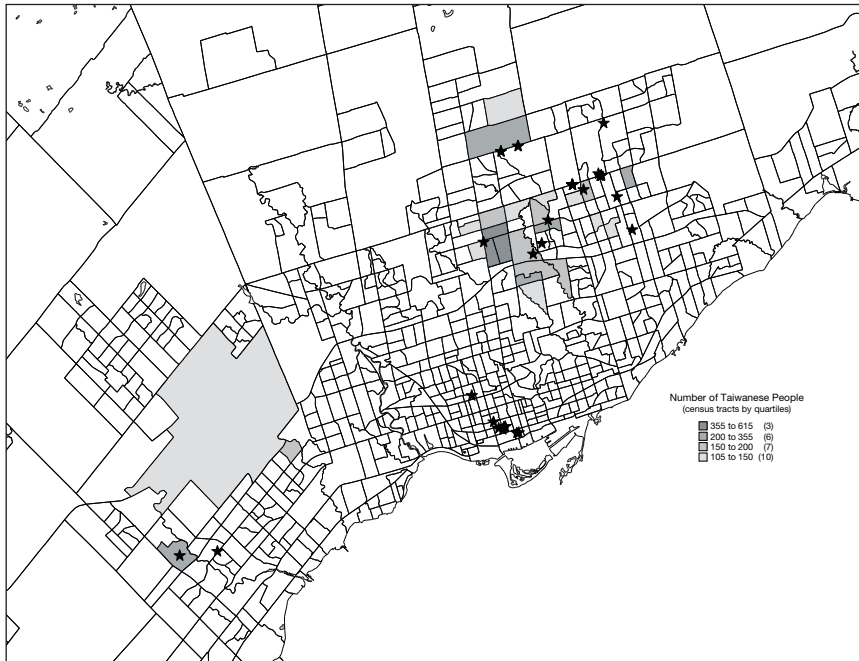 Number of Taiwanese People
(census tracts by quartiles)
355 to 615 (3)
200 to 355 (6)
150 to 200 (7)
105 to 150 (10)